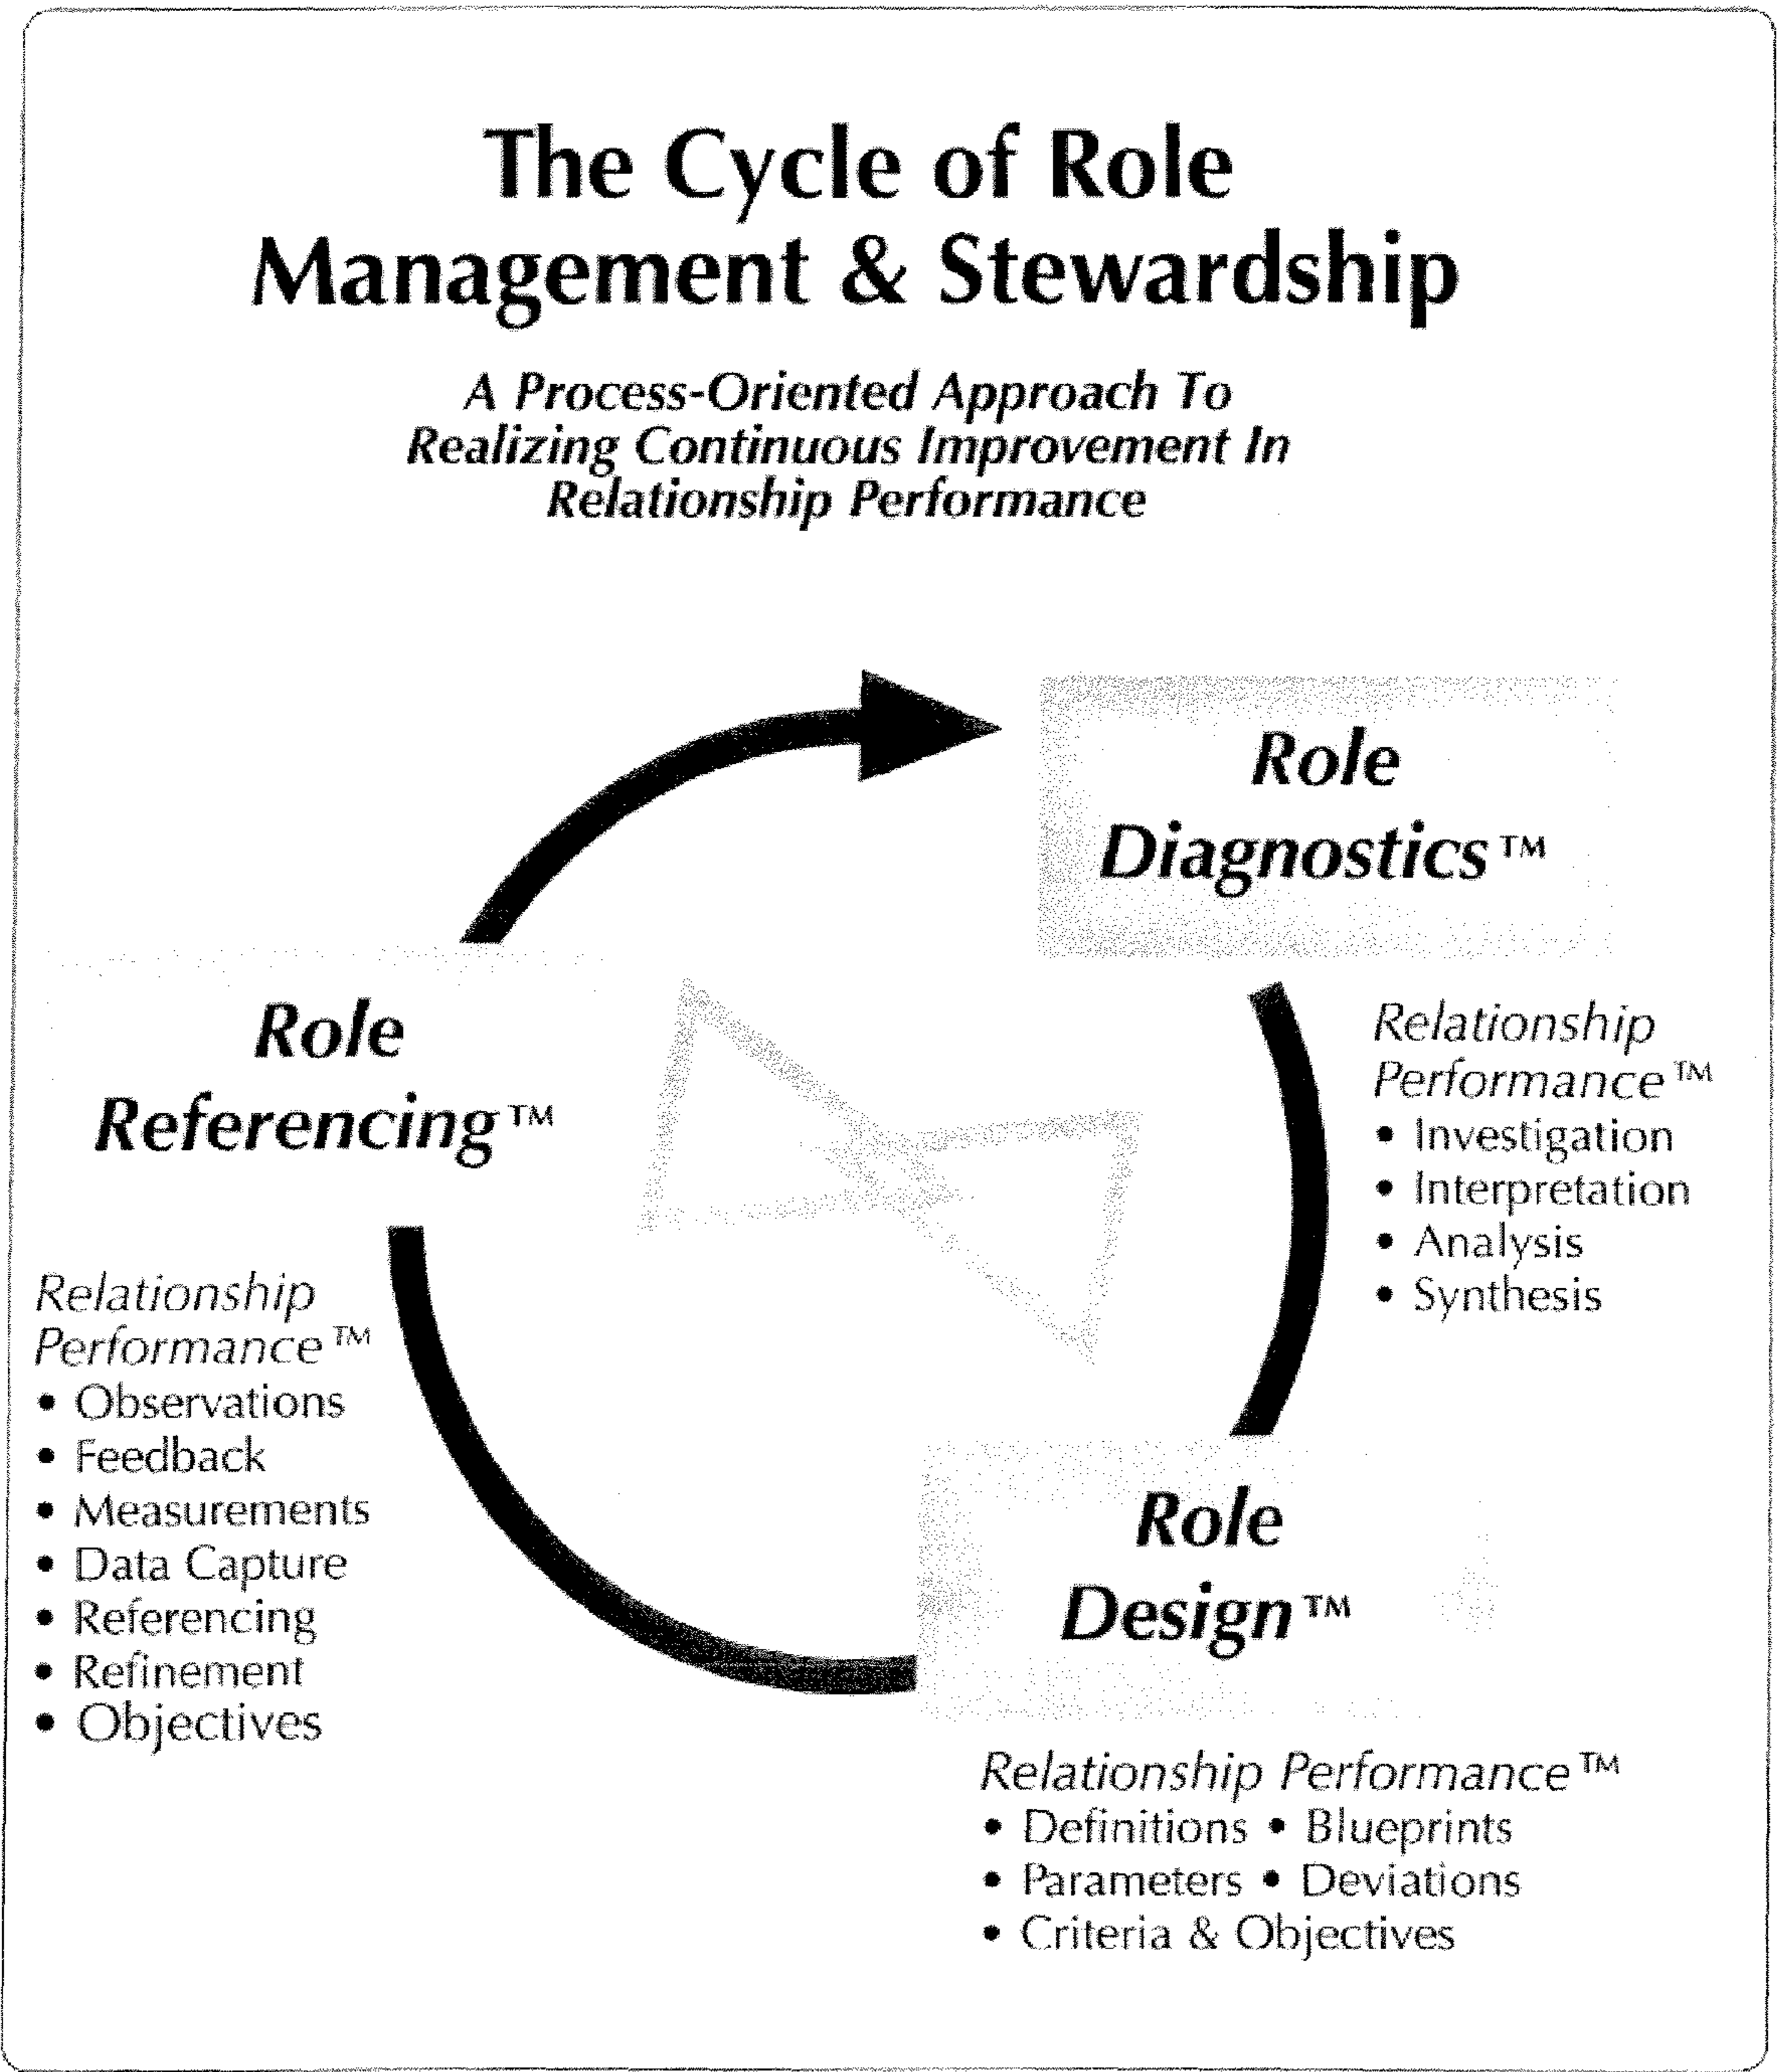 The Cycle of Role
Management & Stewardship
A Process-Oriented Approach To
Realizing Continuous Improvement In
Relationship Performance
Role
Diagnostics™
Relationship
Performance™
• Investigation
• Interpretation
• Analysis
• Synthesis
Role
Design™
Relationship Performance™
• Definitions • Blueprints
• Parameters • Deviations
• Criteria & Objectives
Role
Referencing™
Relationship
Performance™
• Observations
• Feedback
• Measurements
• Data Capture
• Referencing
• Refinement
• Objectives